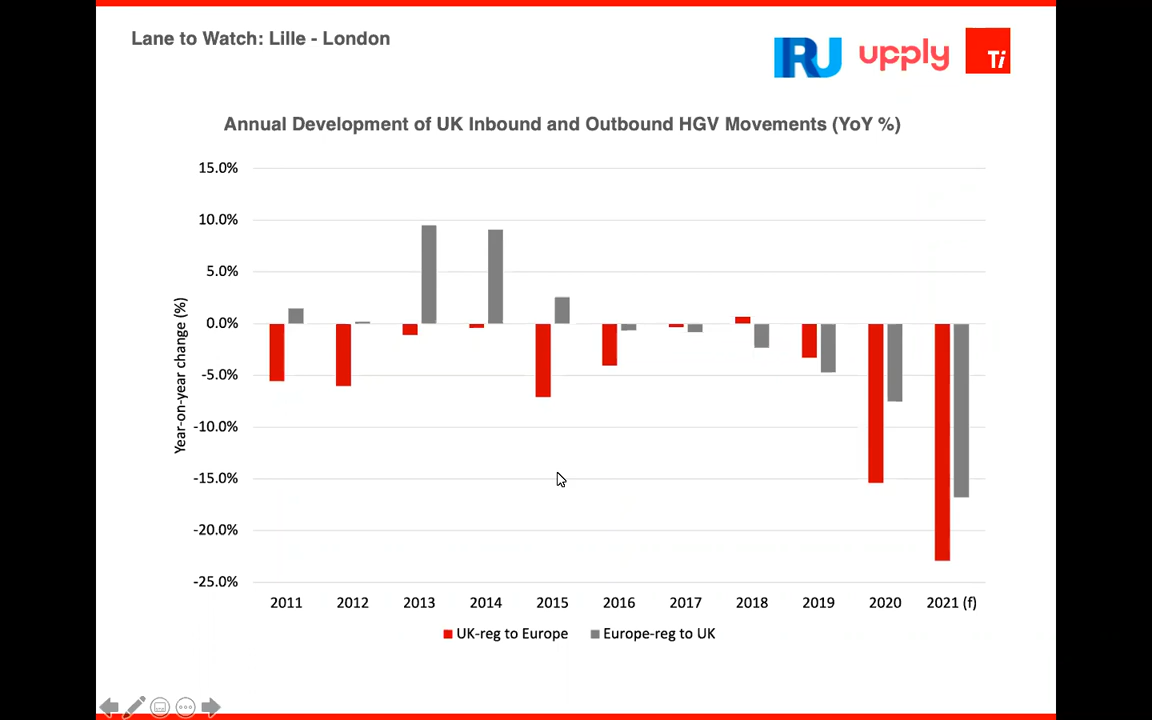 Lane to Watch: Lille - London
IRU
upply
Ti
Annual Development of UK Inbound and Outbound HGV Movements (YoY %)
Year-on-year change (%)
15.0%
10.0%
5.0%
0.0%
-5.0%
-10.0%
-15.0%
-20.0%
-25.0%
2011 2012 2013 2014 2015 2016 2017 2018 2019 2020 2021 (f)
UK-reg to Europe Europe-reg to UK